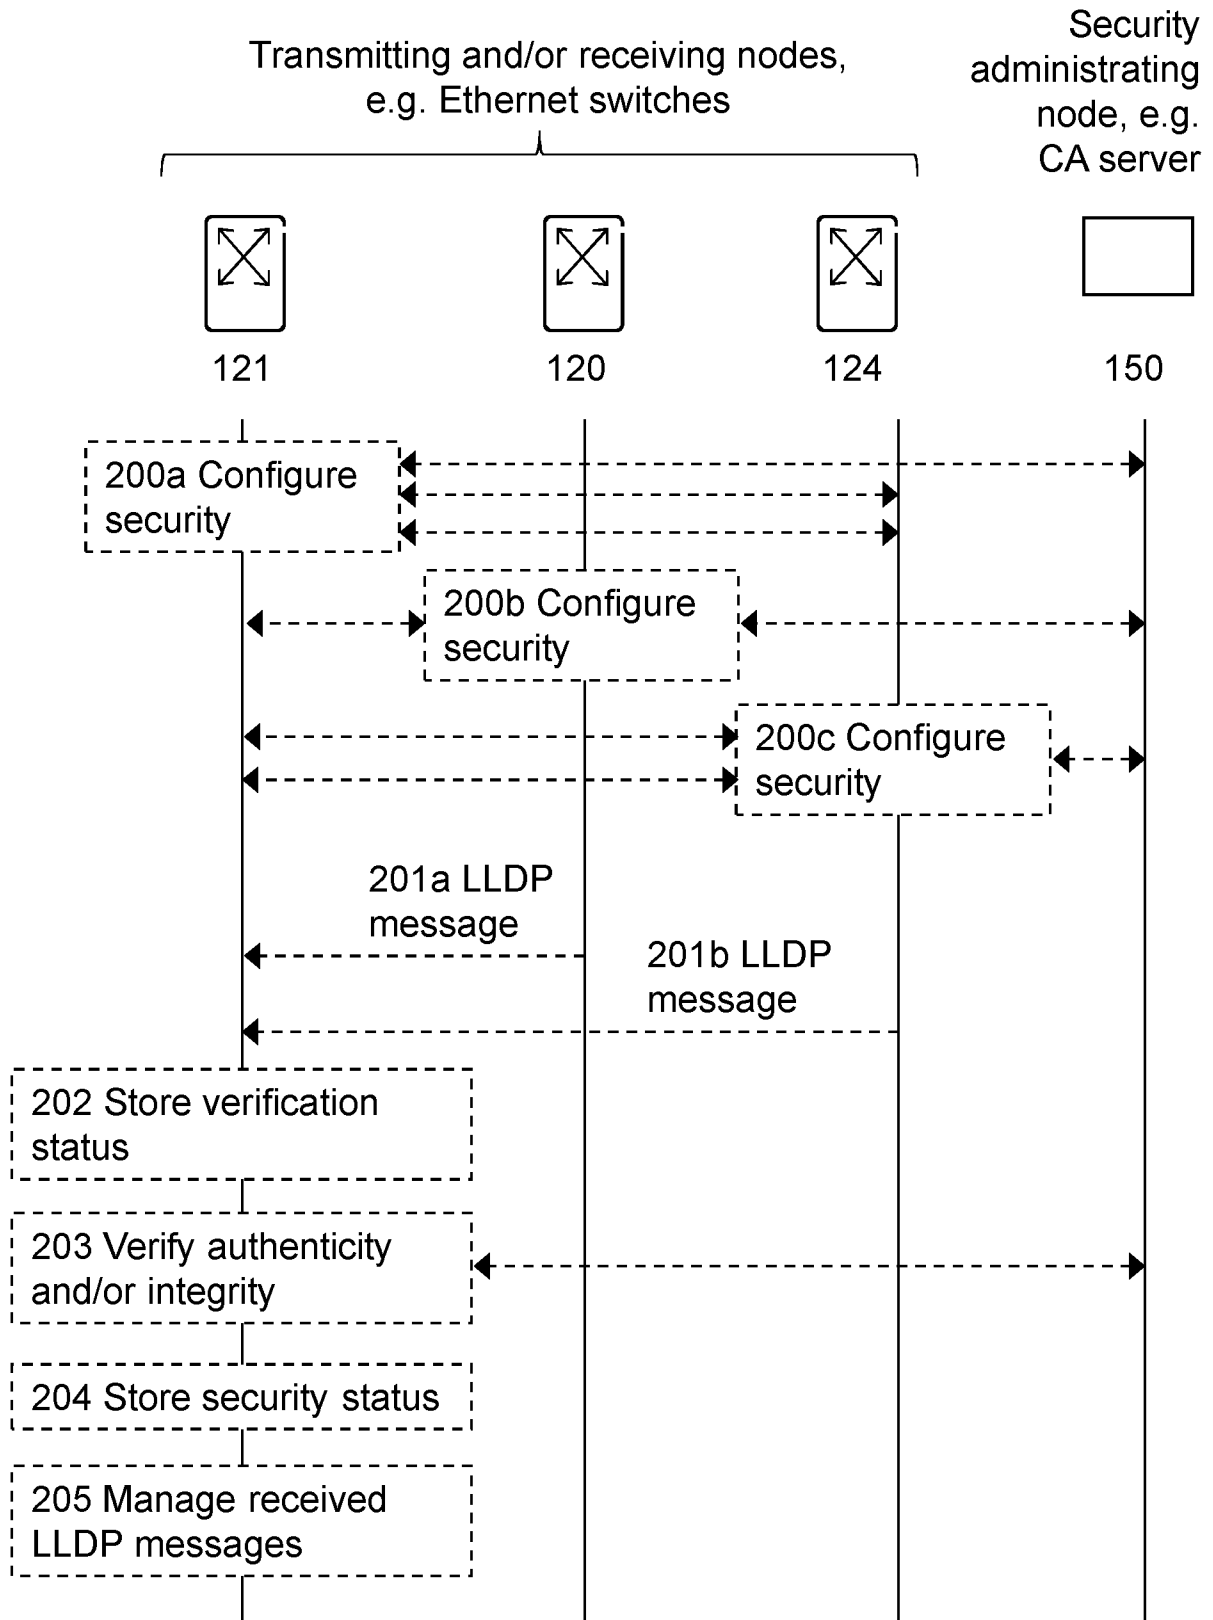 Transmitting and/or receiving nodes,
e.g. Ethernet switches
Security
administrating
node, e.g.
CA server
121
120
124
150
200a Configure
security
200b Configure
security
200c Configure
security
201a LLDP
message
201b LLDP
message
202 Store verification
status
203 Verify authenticity
and/or integrity
204 Store security status
205 Manage received
LLDP messages